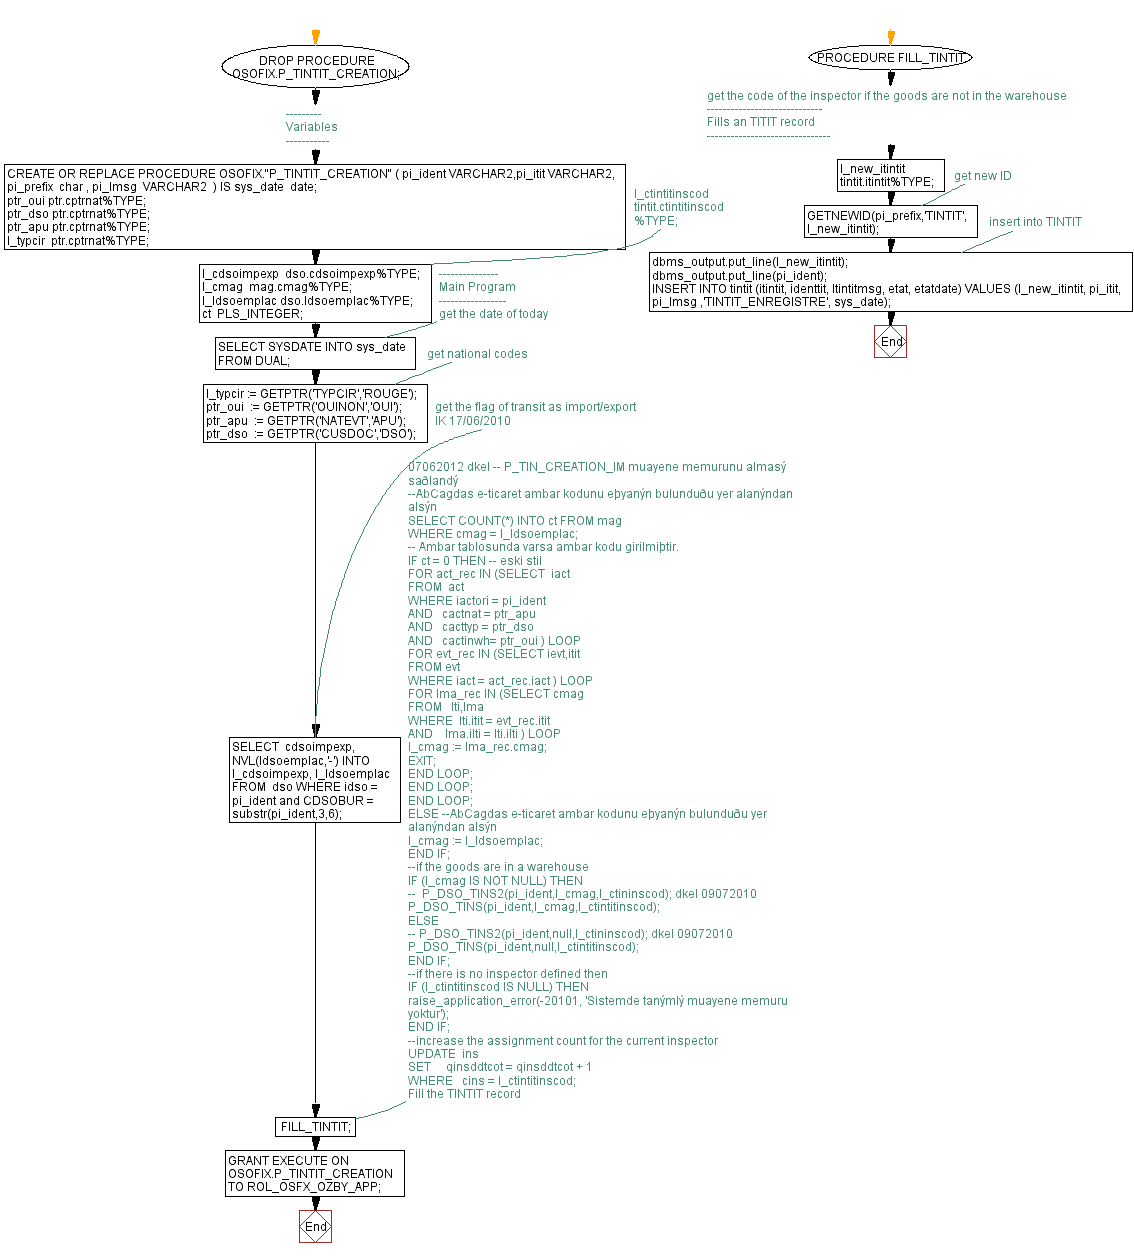 DROP PROCEDURE
OSOFIX.P_TINTIT_CREATION;
---------
Variables
-----------
CREATE OR REPLACE PROCEDURE OSOFIX."P_TINTIT_CREATION" ( pi_ident VARCHAR2,pi_itit VARCHAR2,
pi_prefix char , pi_lmsg VARCHAR2 ) IS sys_date date;
ptr_oui ptr.cptrnat%TYPE;
ptr_dso ptr.cptrnat%TYPE;
ptr_apu ptr.cptrnat%TYPE;
l_typcir ptr.cptrnat%TYPE;
l_ctintitinscod
tintit.ctintitinscod
%TYPE;
l_cdsoimpexp dso.cdsoimpexp%TYPE;
l_cmag mag.cmag%TYPE;
l_ldsoemplac dso.ldsoemplac%TYPE;
ct PLS_INTEGER;
---------------
Main Program
-----------------
get the date of today
SELECT SYSDATE INTO sys_date
FROM DUAL;
get national codes
l_typcir := GETPTR('TYPCIR','ROUGE');
ptr_oui := GETPTR('OUINON','OUI');
ptr_apu := GETPTR('NATEVT','APU');
ptr_dso := GETPTR('CUSDOC','DSO');
get the flag of transit as import/export
IK 17/06/2010
07062012 dkel -- P_TIN_CREATION_IM muayene memurunu almasý
saðlandý
--AbCagdas e-ticaret ambar kodunu eþyanýn bulunduðu yer alanýndan
alsýn
SELECT COUNT(*) INTO ct FROM mag
WHERE cmag = l_ldsoemplac;
-- Ambar tablosunda varsa ambar kodu girilmiþtir.
IF ct = 0 THEN -- eski stil
FOR act_rec IN (SELECT iact
FROM act
WHERE iactori = pi_ident
AND cactnat = ptr_apu
AND cacttyp = ptr_dso
AND cactinwh= ptr_oui ) LOOP
FOR evt_rec IN (SELECT ievt,itit
FROM evt
WHERE iact = act_rec.iact ) LOOP
FOR lma_rec IN (SELECT cmag
FROM lti,lma
WHERE lti.itit = evt_rec.itit
AND lma.ilti = lti.ilti ) LOOP
l_cmag := lma_rec.cmag;
EXIT;
END LOOP;
END LOOP;
END LOOP;
ELSE --AbCagdas e-ticaret ambar kodunu eþyanýn bulunduðu yer
alanýndan alsýn
l_cmag := l_ldsoemplac;
END IF;
--if the goods are in a warehouse
IF (l_cmag IS NOT NULL) THEN
-- P_DSO_TINS2(pi_ident,l_cmag,l_ctininscod); dkel 09072010
P_DSO_TINS(pi_ident,l_cmag,l_ctintitinscod);
ELSE
-- P_DSO_TINS2(pi_ident,null,l_ctininscod); dkel 09072010
P_DSO_TINS(pi_ident,null,l_ctintitinscod);
END IF;
--if there is no inspector defined then
IF (l_ctintitinscod IS NULL) THEN
raise_application_error(-20101, 'Sistemde tanýmlý muayene memuru
yoktur');
END IF;
--increase the assignment count for the current inspector
UPDATE ins
SET qinsddtcot = qinsddtcot + 1
WHERE cins = l_ctintitinscod;
Fill the TINTIT record
SELECT cdsoimpexp,
NVL(ldsoemplac,'-') INTO
l_cdsoimpexp, l_ldsoemplac
FROM dso WHERE idso =
pi_ident and CDSOBUR =
substr(pi_ident,3,6);
FILL_TINTIT;
GRANT EXECUTE ON
OSOFIX.P_TINTIT_CREATION
TO ROL_OSFX_OZBY_APP;
End
PROCEDURE FILL_TINTIT
get the code of the inspector if the goods are not in the warehouse
-----------------------------
Fills an TITIT record
-------------------------------
l_new_itintit
tintit.itintit%TYPE;
get new ID
GETNEWID(pi_prefix,'TINTIT',
l_new_itintit);
insert into TINTIT
dbms_output.put_line(l_new_itintit);
dbms_output.put_line(pi_ident);
INSERT INTO tintit (itintit, identtit, ltintitmsg, etat, etatdate) VALUES (l_new_itintit, pi_itit,
pi_lmsg ,'TINTIT_ENREGISTRE', sys_date);
End